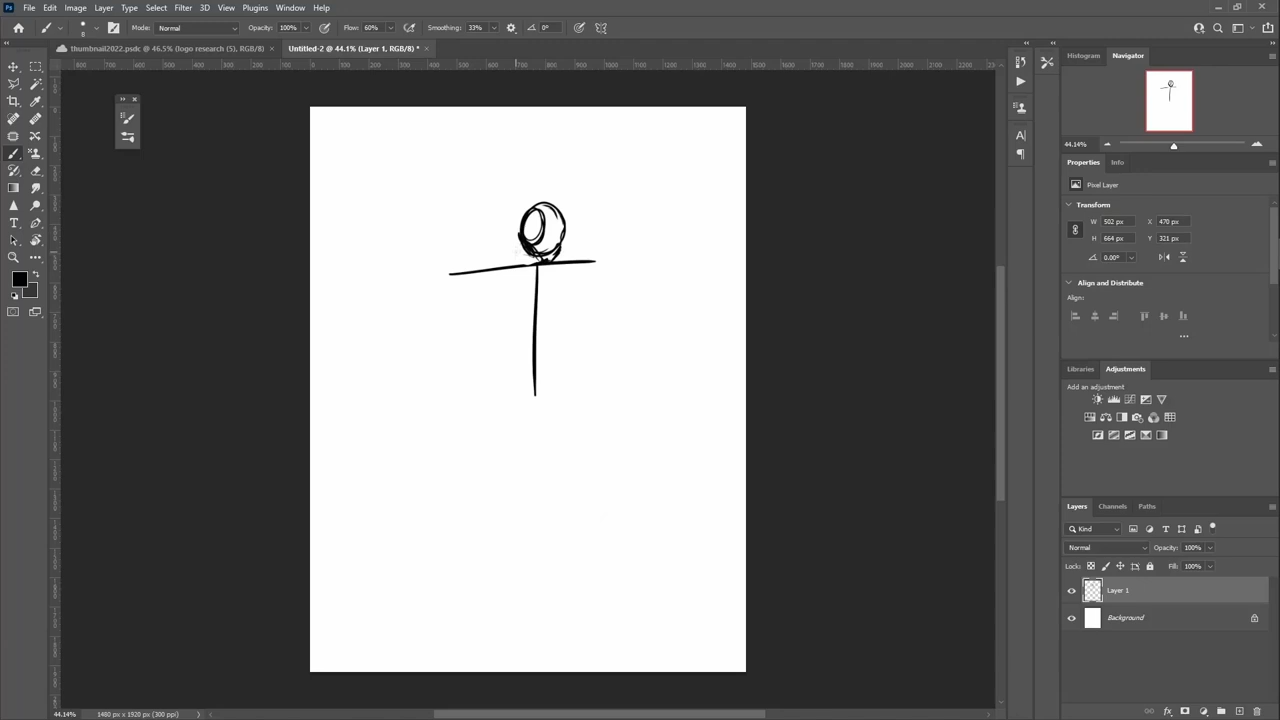 File Edit Image Layer Type Select Filter 3D View Plugins Window Help
Mode: Normal Opacity: 100% Flow: 60% Smoothing: 33% 0°
8
thumbnail2022.psdc @ 46.5% (logo research (5), RGB/8) × Untitled-2 @ 44.1% (Layer 1, RGB/8) * ×
Histogram Navigator
44.14%
Properties Info
Pixel Layer
Transform
W 502 px X 470 px
H 664 px Y 321 px
0.00°
Align and Distribute
Align:
Libraries Adjustments
Add an adjustment
Layers Channels Paths
Kind
Normal Opacity: 100%
Lock: Fill: 100%
Layer 1
Background
44.14% 1480 px x 1920 px (300 ppi)